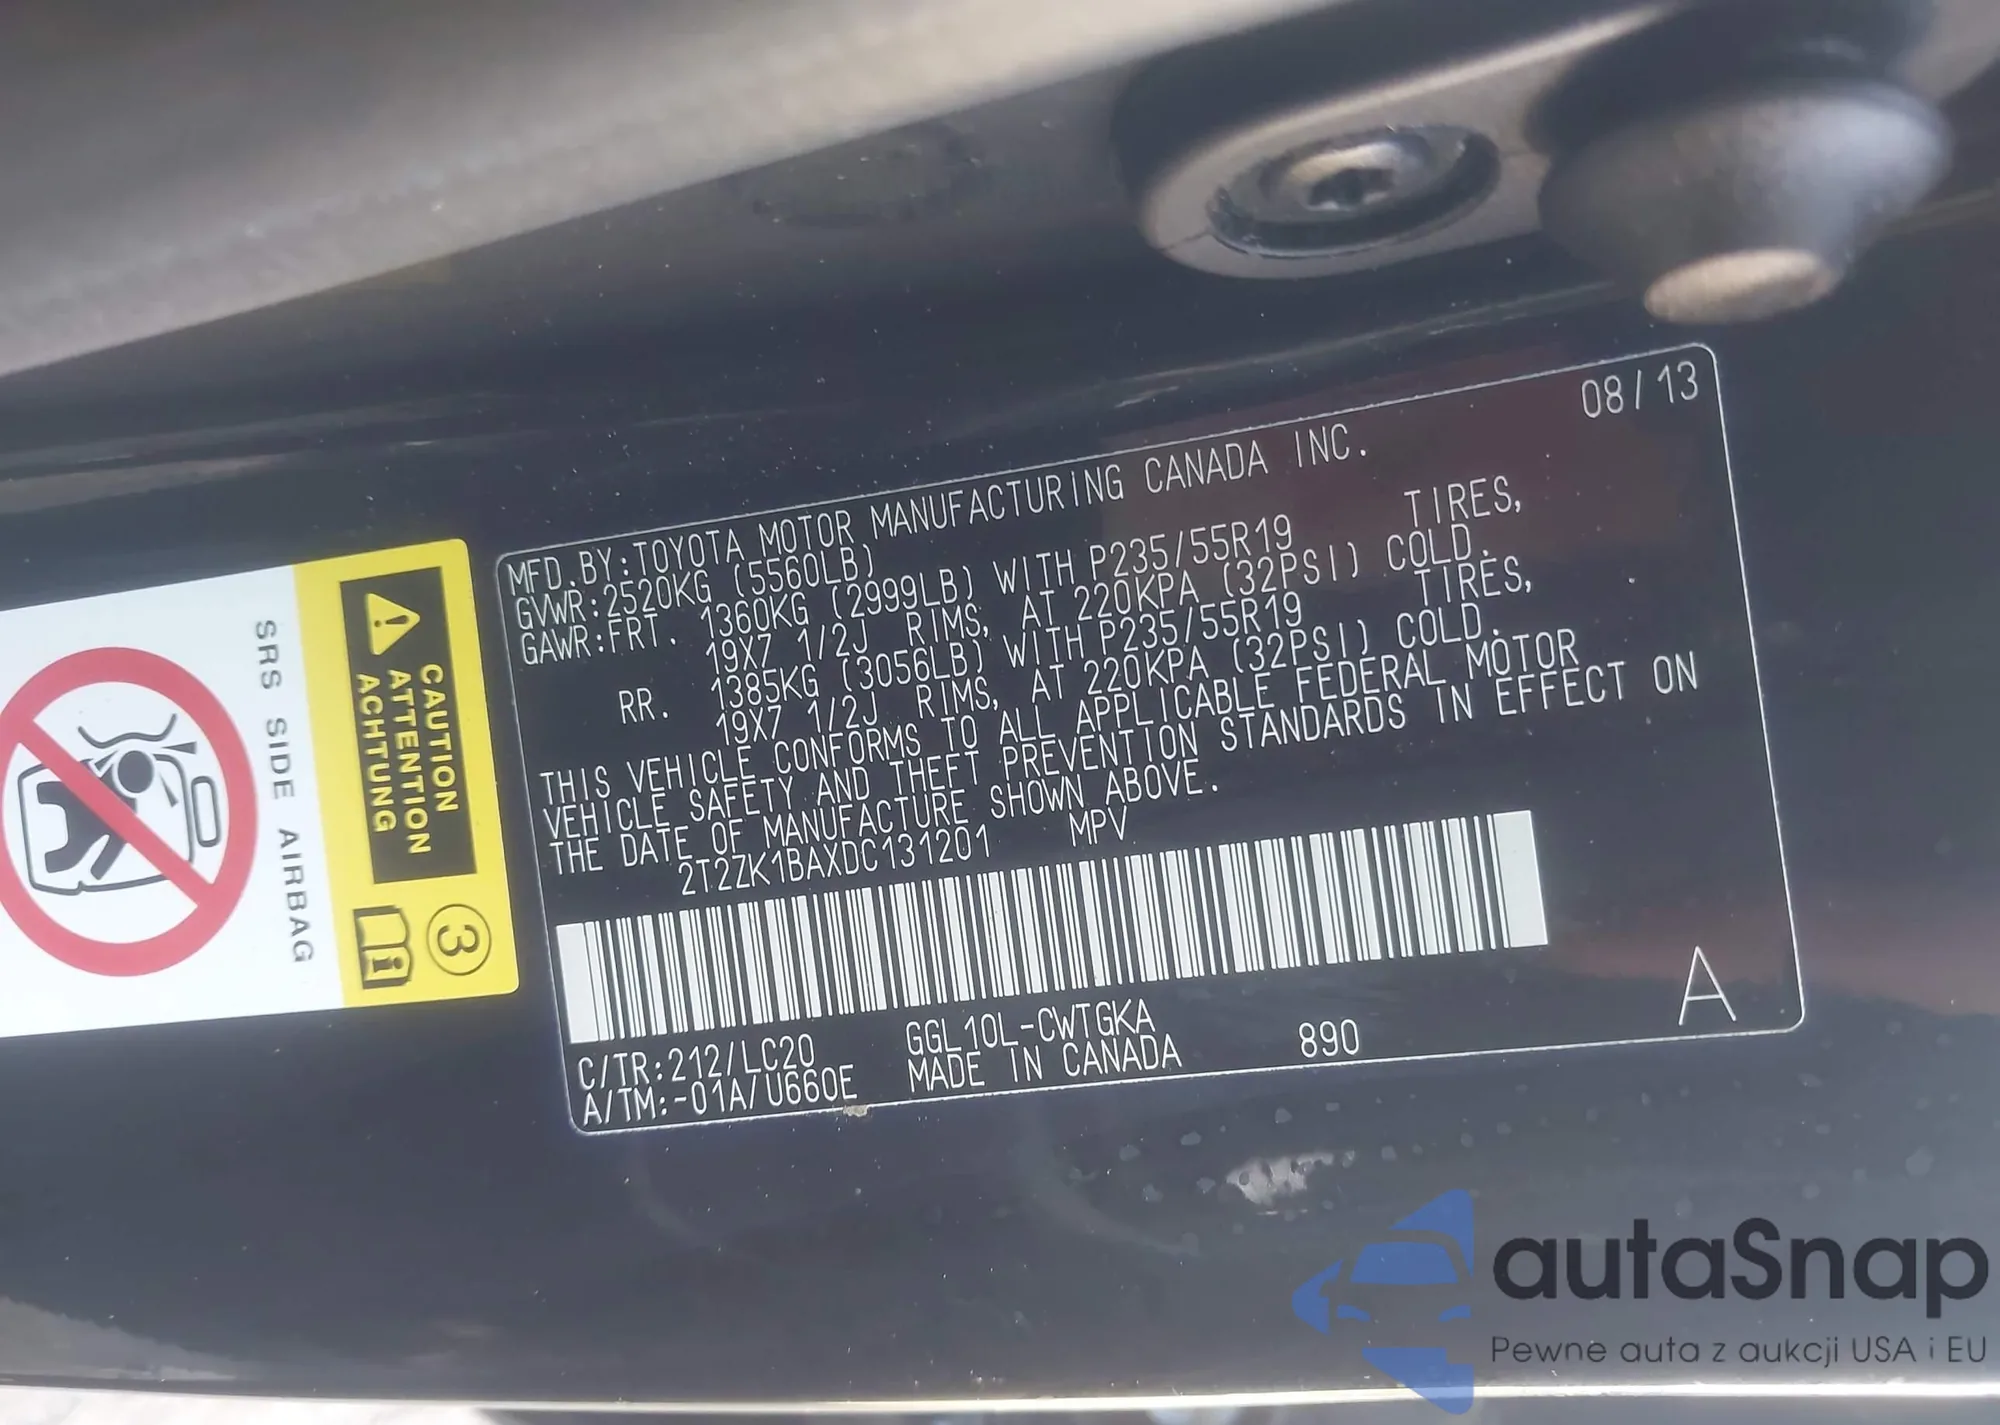 08/13
MFD.BY:TOYOTA MOTOR MANUFACTURING CANADA INC.
GVWR:2520KG (5560LB)
GAWR:FRT. 1360KG (2999LB) WITH P235/55R19 TIRES,
19X7 1/2J RIMS, AT 220KPA (32PSI) COLD.
RR. 1385KG (3056LB) WITH P235/55R19 TIRES,
19X7 1/2J RIMS, AT 220KPA (32PSI) COLD.
THIS VEHICLE CONFORMS TO ALL APPLICABLE FEDERAL MOTOR
VEHICLE SAFETY AND THEFT PREVENTION STANDARDS IN EFFECT ON
THE DATE OF MANUFACTURE SHOWN ABOVE.
2T2ZK1BAXDC131201 MPV
C/TR:212/LC20 GGL10L-CWTGKA
A/TM:-01A/U660E MADE IN CANADA 890
A
CAUTION
ATTENTION
ACHTUNG
3
i
SRS SIDE AIRBAG
autaSnap
Pewne auta z aukcji USA i EU